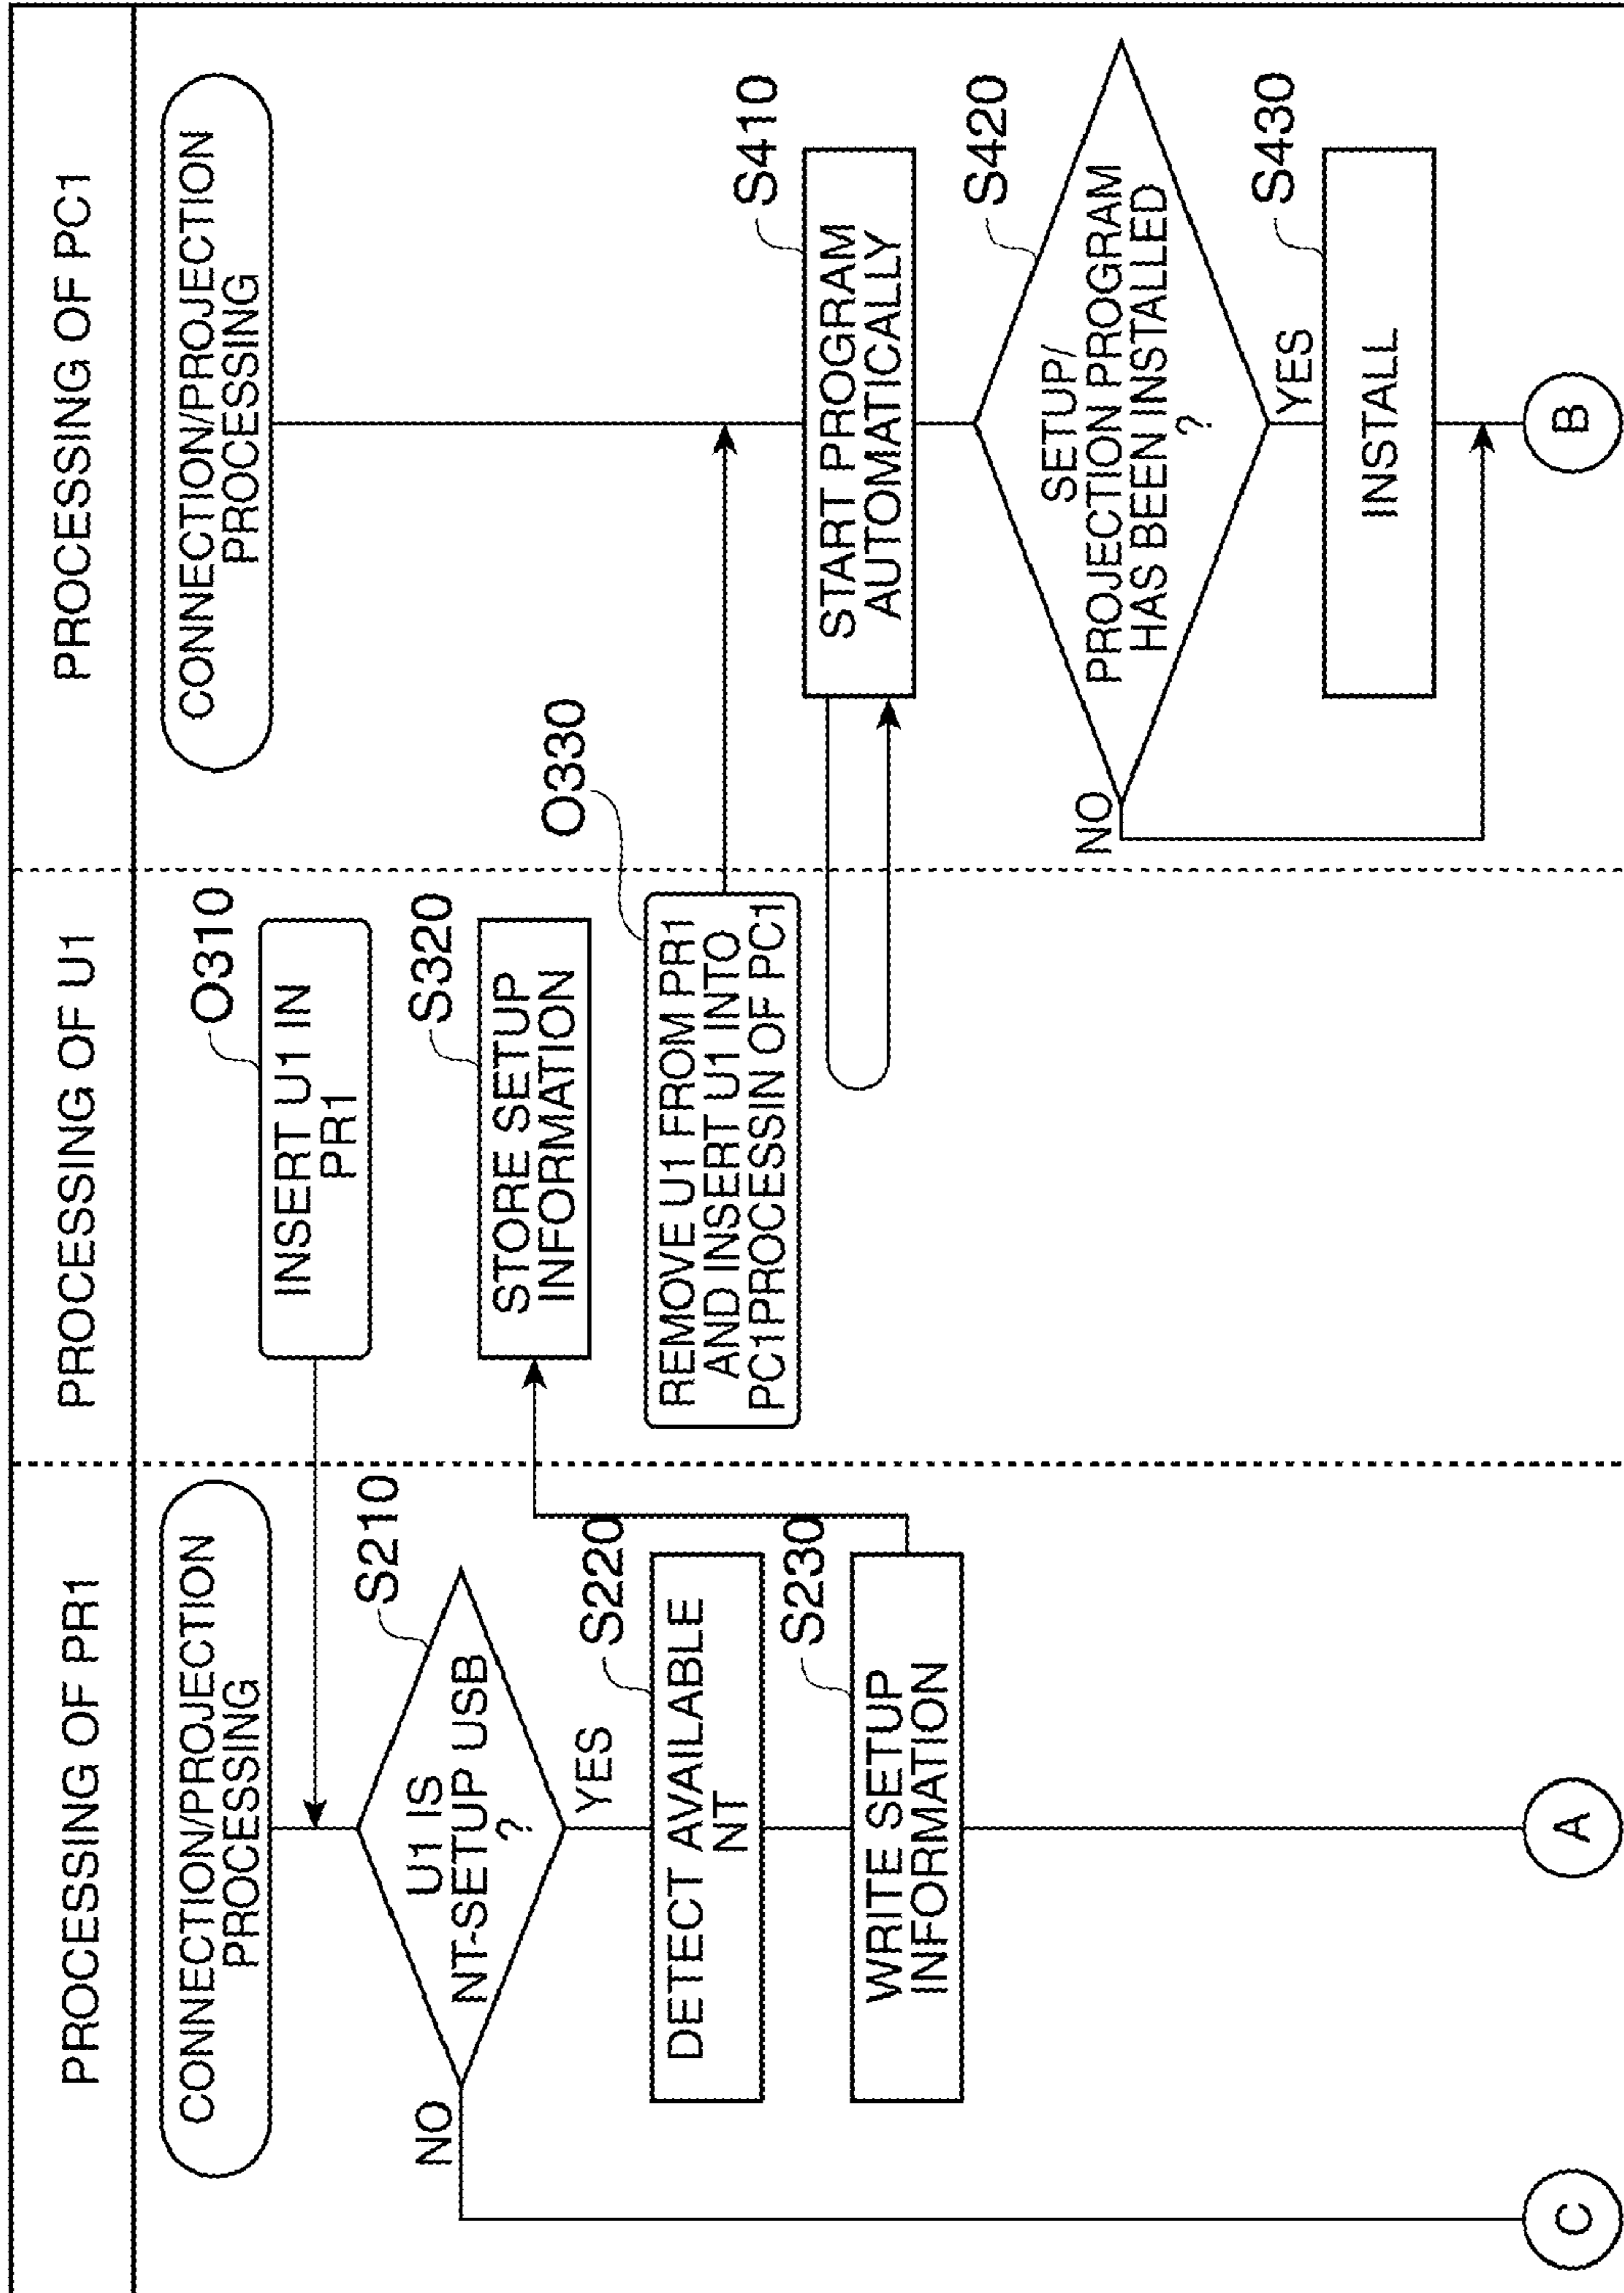 PROCESSING OF PR1
PROCESSING OF U1
PROCESSING OF PC1
CONNECTION/PROJECTION
PROCESSING
S210
U1 IS
NT-SETUP USB
?
NO
YES
S220
DETECT AVAILABLE
NT
S230
WRITE SETUP
INFORMATION
C
A
O310
INSERT U1 IN
PR1
S320
STORE SETUP
INFORMATION
O330
REMOVE U1 FROM PR1
AND INSERT U1 INTO
PC1PROCESSIN OF PC1
CONNECTION/PROJECTION
PROCESSING
S410
START PROGRAM
AUTOMATICALLY
S420
SETUP/
PROJECTION PROGRAM
HAS BEEN INSTALLED
?
NO
YES
S430
INSTALL
B